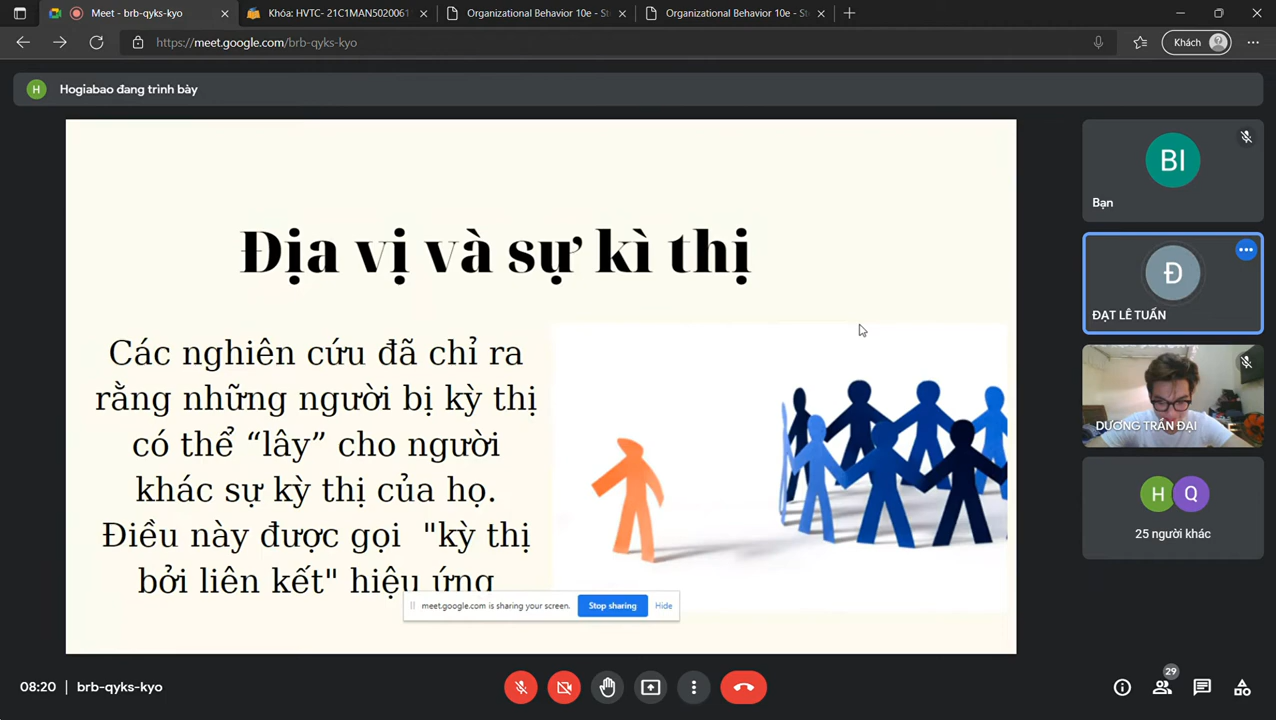 Meet - brb-qyks-kyo
Khóa: HVTC- 21C1MAN5020061
Organizational Behavior 10e - St
Organizational Behavior 10e - St
https://meet.google.com/brb-qyks-kyo
Khách
H
Hogiabao đang trình bày
Địa vị và sự kì thị
Các nghiên cứu đã chỉ ra
rằng những người bị kỳ thị
có thể “lây” cho người
khác sự kỳ thị của họ.
Điều này được gọi "kỳ thị
bởi liên kết" hiệu ứng
meet.google.com is sharing your screen.
Stop sharing
Hide
BI
Bạn
Đ
ĐẠT LÊ TUẤN
DƯƠNG TRẦN ĐẠI
H Q
25 người khác
08:20 | brb-qyks-kyo
29